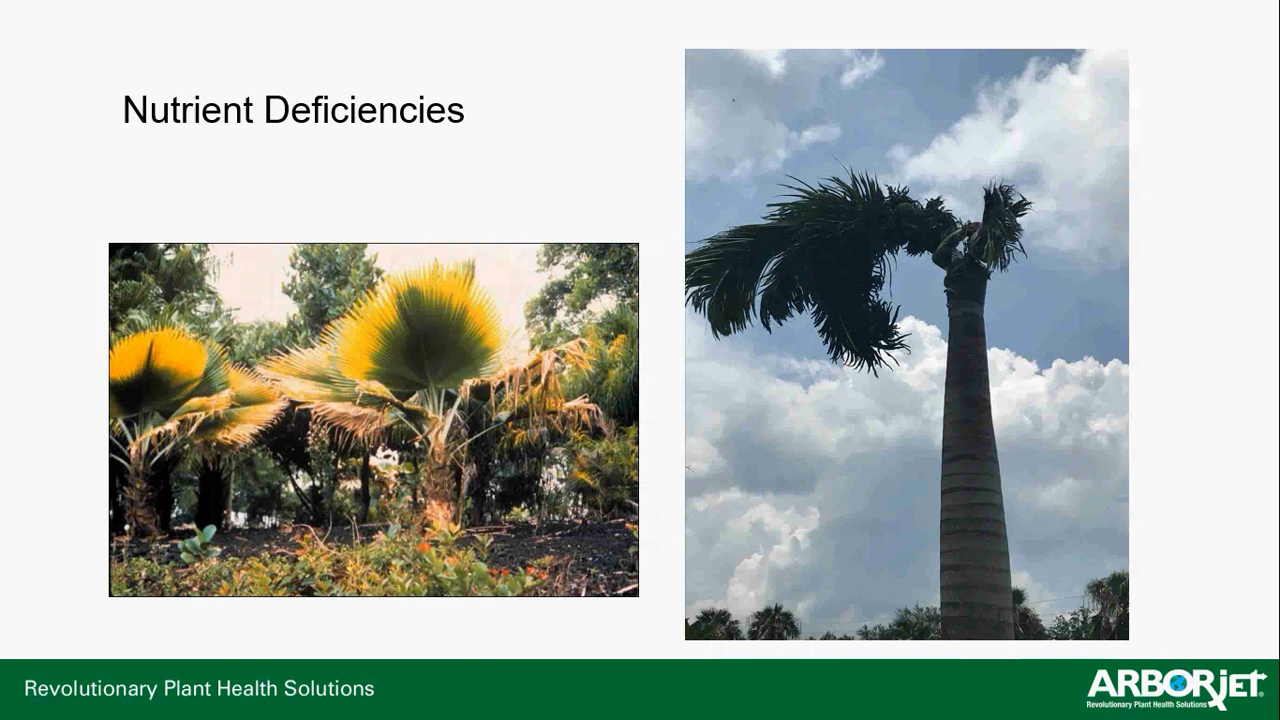 Nutrient Deficiencies
Revolutionary Plant Health Solutions
ARBORjet®
Revolutionary Plant Health Solutions